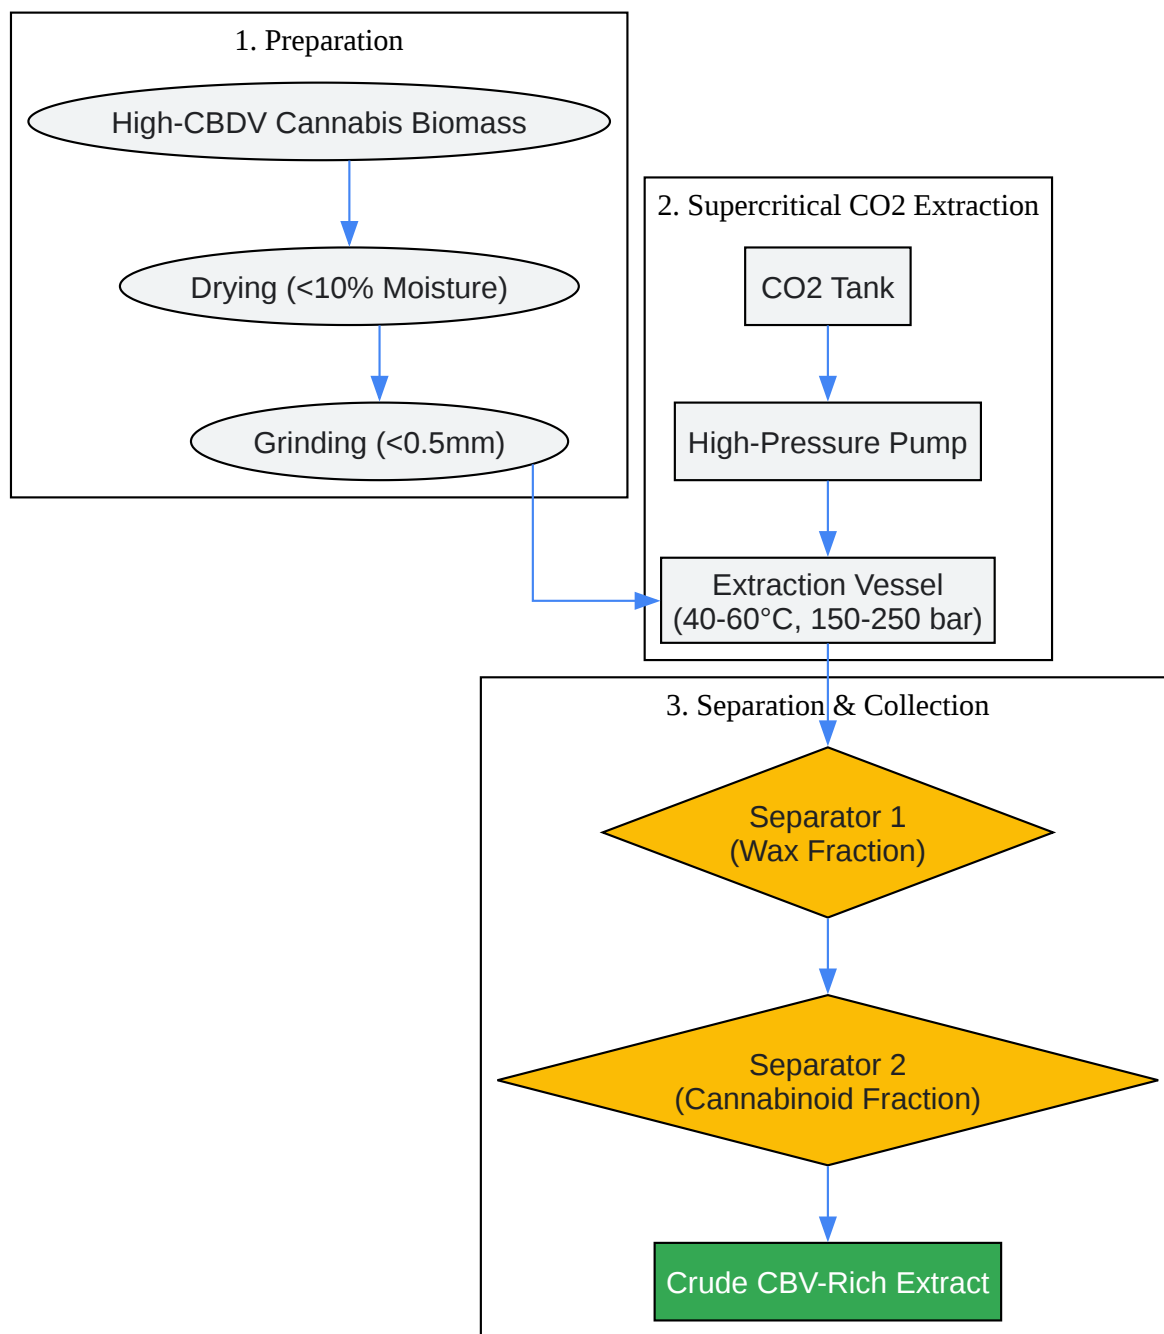 1. Preparation
High-CBDV Cannabis Biomass
Drying (<10% Moisture)
Grinding (<0.5mm)
2. Supercritical CO2 Extraction
CO2 Tank
High-Pressure Pump
Extraction Vessel
(40-60°C, 150-250 bar)
3. Separation & Collection
Separator 1
(Wax Fraction)
Separator 2
(Cannabinoid Fraction)
Crude CBV-Rich Extract